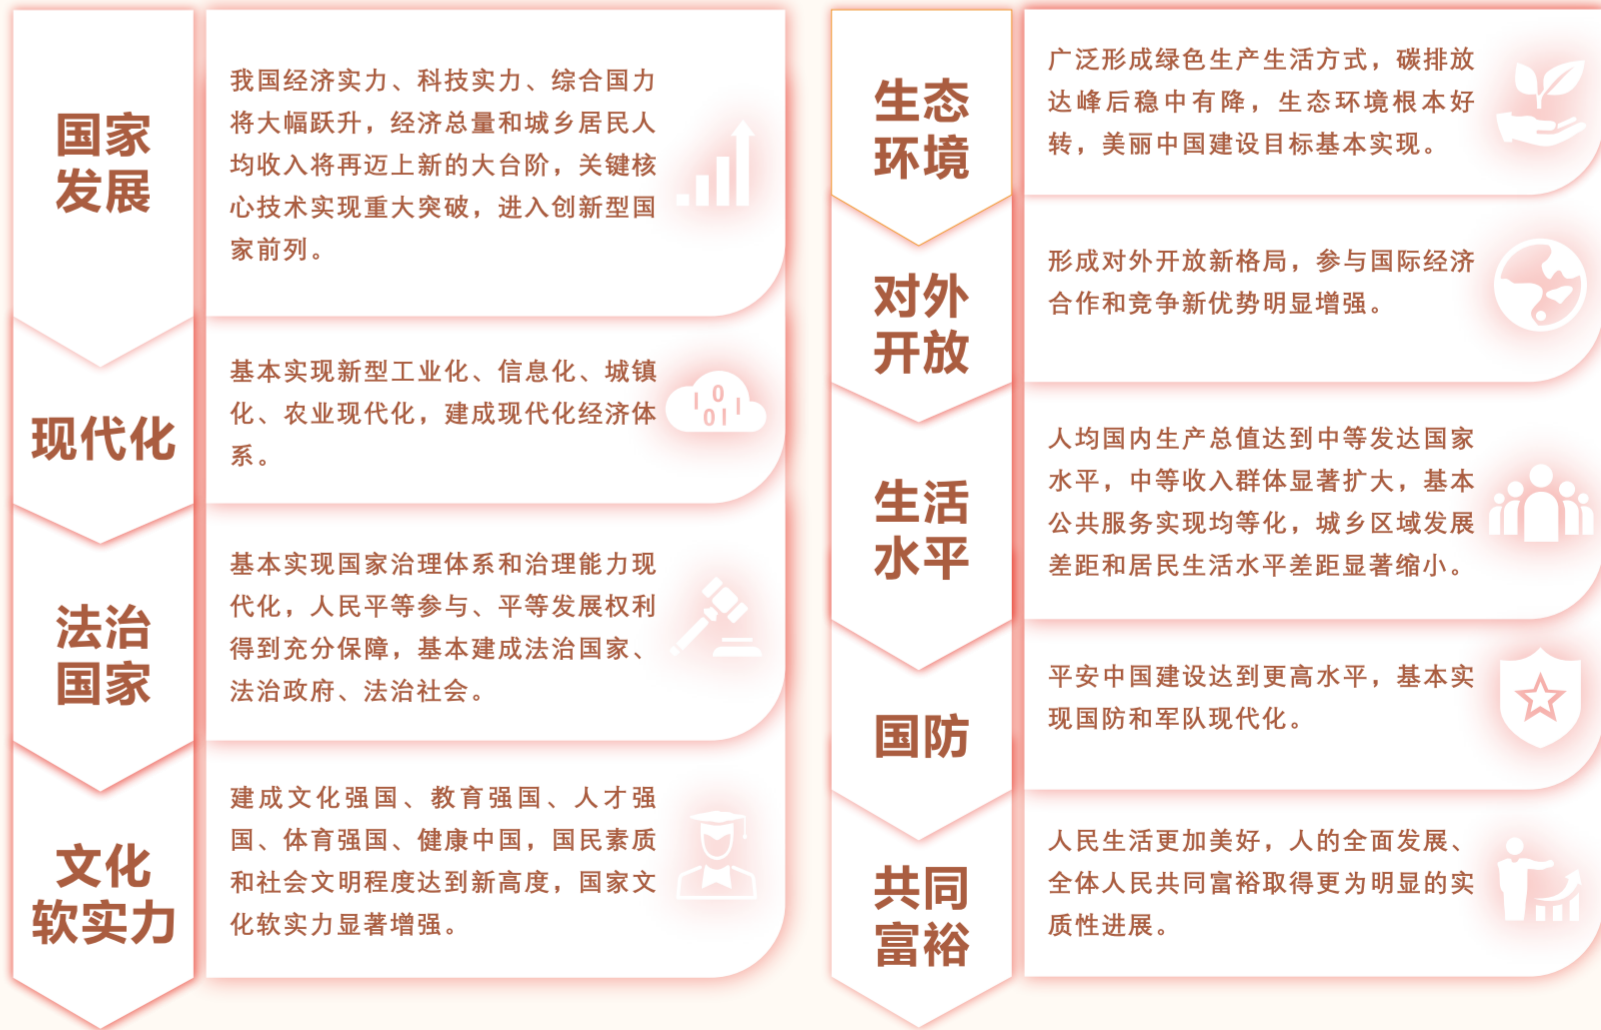 国家
发展
我国经济实力、科技实力、综合国力
将大幅跃升，经济总量和城乡居民人
均收入将再迈上新的大台阶，关键核
心技术实现重大突破，进入创新型国
家前列。
现代化
基本实现新型工业化、信息化、城镇
化、农业现代化，建成现代化经济体
系。
法治
国家
基本实现国家治理体系和治理能力现
代化，人民平等参与、平等发展权利
得到充分保障，基本建成法治国家、
法治政府、法治社会。
文化
软实力
建成文化强国、教育强国、人才强
国、体育强国、健康中国，国民素质
和社会文明程度达到新高度，国家文
化软实力显著增强。
生态
环境
广泛形成绿色生产生活方式，碳排放
达峰后稳中有降，生态环境根本好
转，美丽中国建设目标基本实现。
对外
开放
形成对外开放新格局，参与国际经济
合作和竞争新优势明显增强。
生活
水平
人均国内生产总值达到中等发达国家
水平，中等收入群体显著扩大，基本
公共服务实现均等化，城乡区域发展
差距和居民生活水平差距显著缩小。
国防
平安中国建设达到更高水平，基本实
现国防和军队现代化。
共同
富裕
人民生活更加美好，人的全面发展、
全体人民共同富裕取得更为明显的实
质性进展。